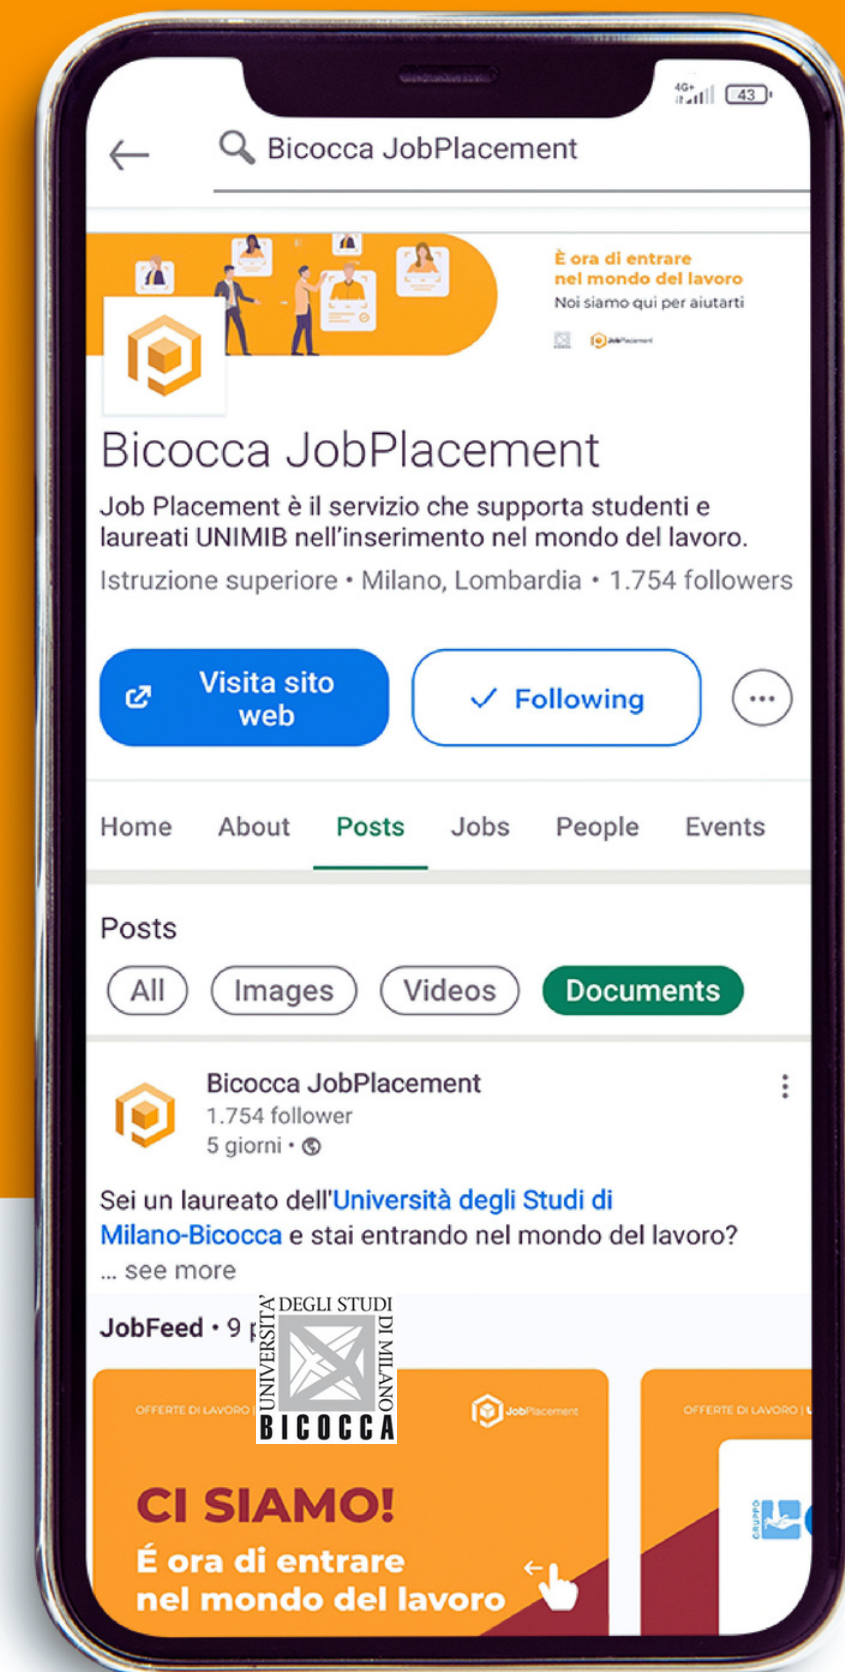 4G+
43
Bicocca JobPlacement
È ora di entrare
nel mondo del lavoro
Noi siamo qui per aiutarti
JobPlacement
Bicocca JobPlacement
Job Placement è il servizio che supporta studenti e
laureati UNIMIB nell'inserimento nel mondo del lavoro.
Istruzione superiore • Milano, Lombardia • 1.754 followers
Visita sito
web
Following
Home About Posts Jobs People Events
Posts
All Images Videos Documents
Bicocca JobPlacement
1.754 follower
5 giorni •
Sei un laureato dell'Università degli Studi di
Milano-Bicocca e stai entrando nel mondo del lavoro?
... see more
JobFeed • 9
UNIVERSITA' DEGLI STUDI DI MILANO
BICOCCA
OFFERTE DI LAVORO
JobPlacement
CI SIAMO!
É ora di entrare
nel mondo del lavoro
OFFERTE DI LAVORO |
GRUPPO